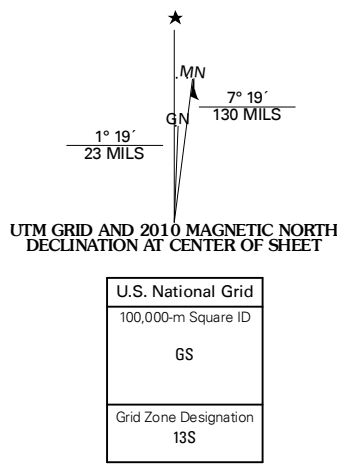 ★
MN
7° 19´
130 MILS
GN
1° 19´
23 MILS
UTM GRID AND 2010 MAGNETIC NORTH
DECLINATION AT CENTER OF SHEET
U.S. National Grid
100,000-m Square ID
GS
Grid Zone Designation
13S